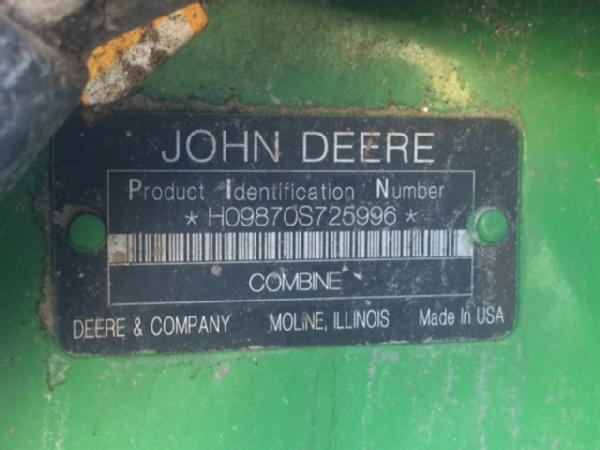 JOHN DEERE
Product Identification Number
* H09870S725996 *
COMBINE
DEERE & COMPANY MOLINE, ILLINOIS Made In USA